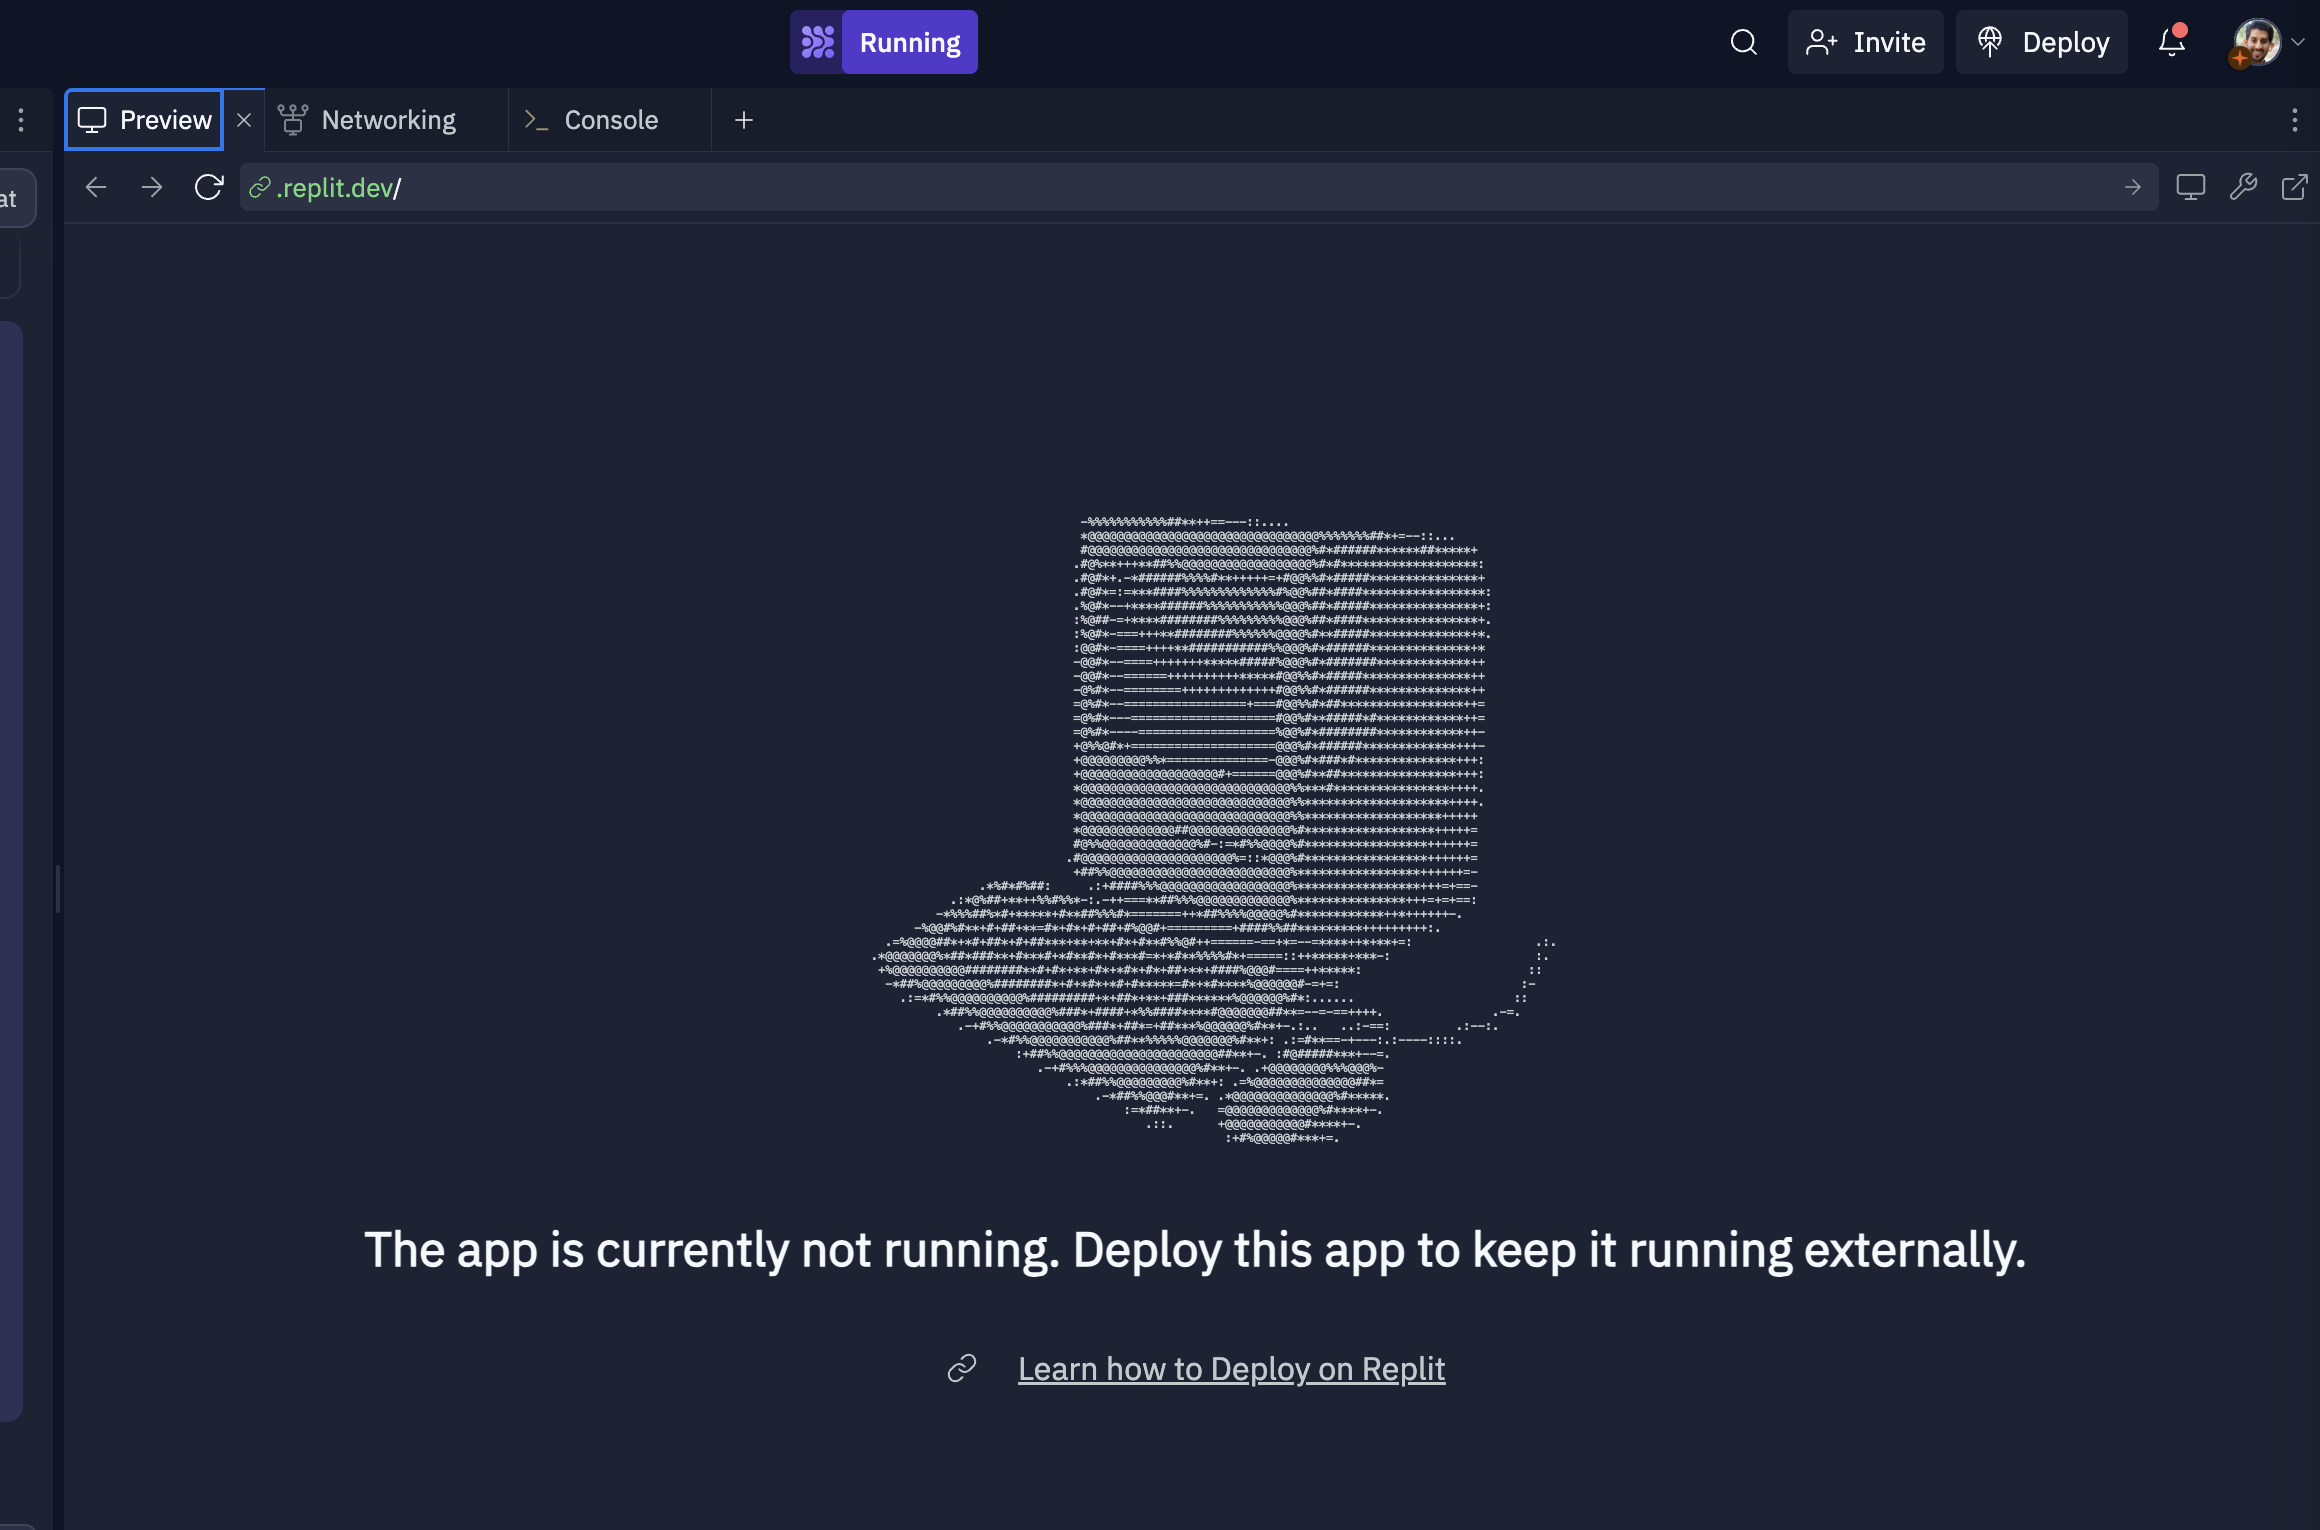 Running
Invite
Deploy
Preview
Networking
Console
at
.replit.dev/
The app is currently not running. Deploy this app to keep it running externally.
Learn how to Deploy on Replit